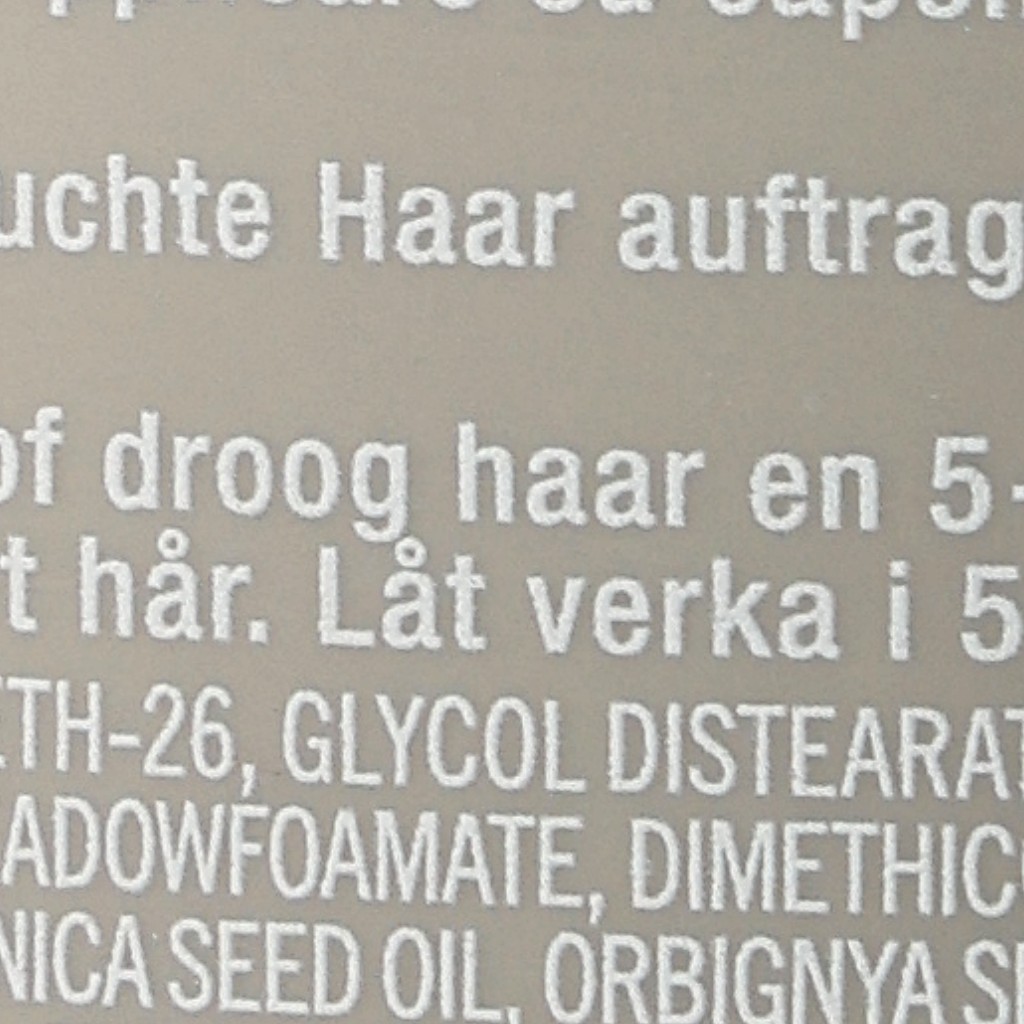 uchte Haar auftrag
of droog haar en 5-
t hår. Låt verka i 5
ETH-26, GLYCOL DISTEARAT
ADOWFOAMATE, DIMETHIC
NICA SEED OIL, ORBIGNYA